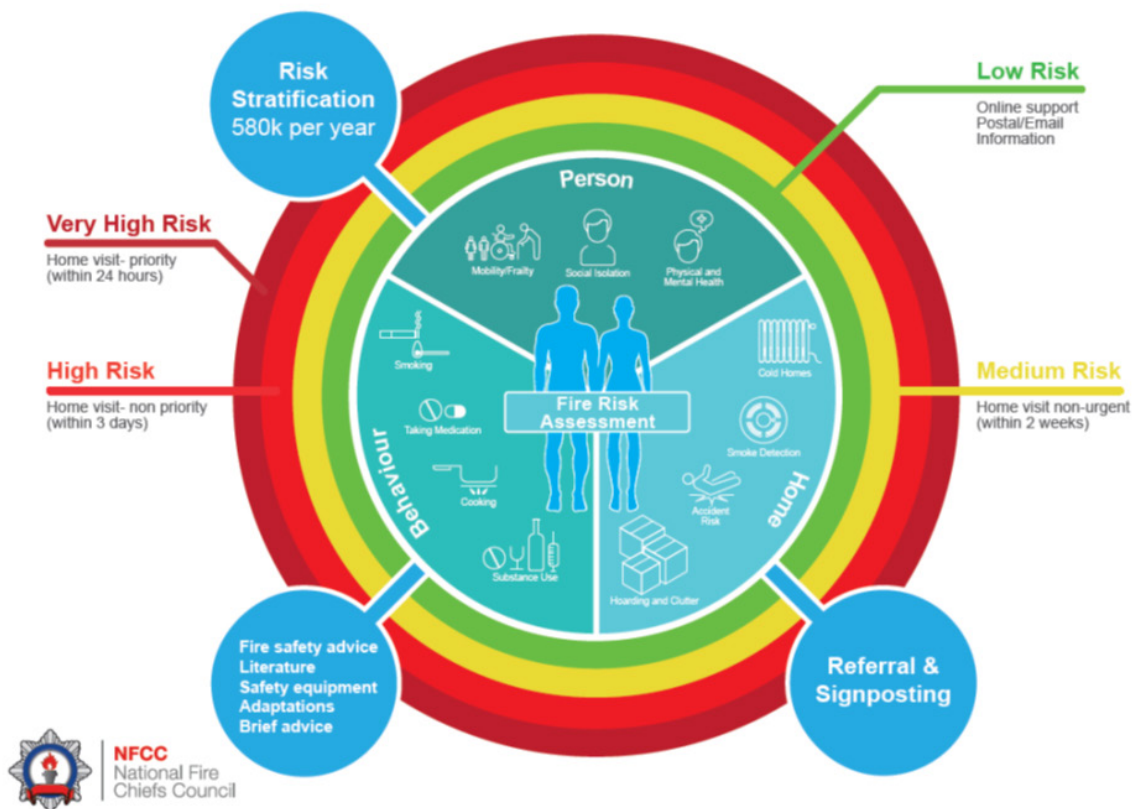 Risk
Stratification
580k per year
Low Risk
Online support
Postal/Email
Information
Very High Risk
Home visit- priority
(within 24 hours)
High Risk
Home visit- non priority
(within 3 days)
Medium Risk
Home visit non-urgent
(within 2 weeks)
Person
Mobility/Frailty
Social Isolation
Physical and
Mental Health
Behaviour
Smoking
Taking Medication
Cooking
Substance Use
Fire Risk
Assessment
Home
Cold Homes
Smoke Detection
Accident
Risk
Hoarding and Clutter
Fire safety advice
Literature
Safety equipment
Adaptations
Brief advice
Referral &
Signposting
NFCC
National Fire
Chiefs Council